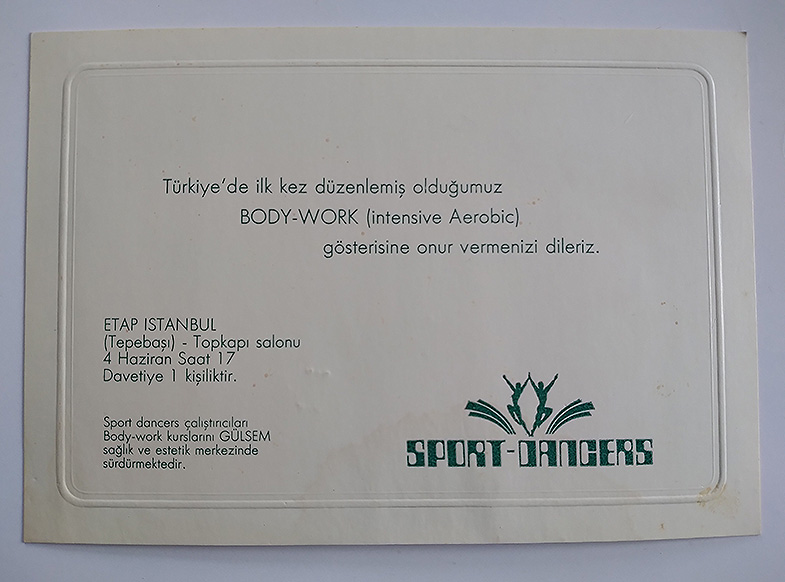 Türkiye'de ilk kez düzenlemiş olduğumuz
BODY-WORK (intensive Aerobic)
gösterisine onur vermenizi dileriz.
ETAP ISTANBUL
(Tepebaşı) - Topkapı salonu
4 Haziran Saat 17
Davetiye 1 kişiliktir.
Sport dancers çalıştırıcıları
Body-work kurslarını GÜLSEM
sağlık ve estetik merkezinde
sürdürmektedir.
SPORT-DANCERS